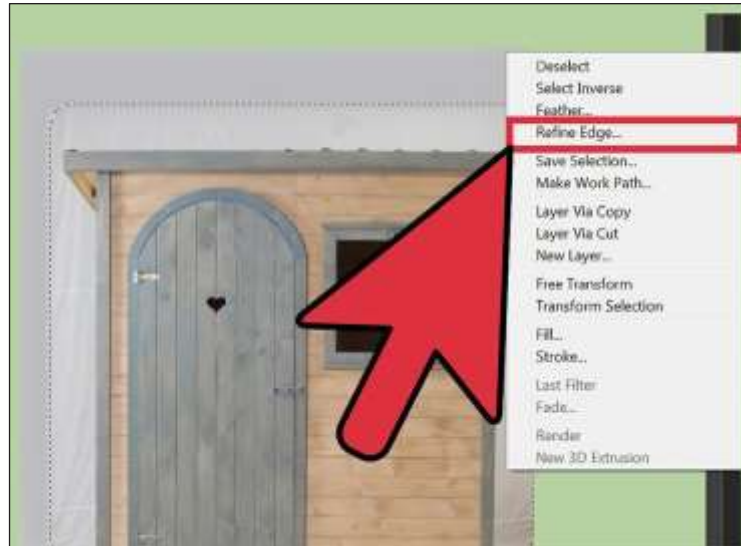 Deselect
Select Inverse
Feather...
Refine Edge...
Save Selection...
Make Work Path...
Layer Via Copy
Layer Via Cut
New Layer...
Free Transform
Transform Selection
Fill...
Stroke...
Last Filter
Fade...
Render
New 3D Extrusion